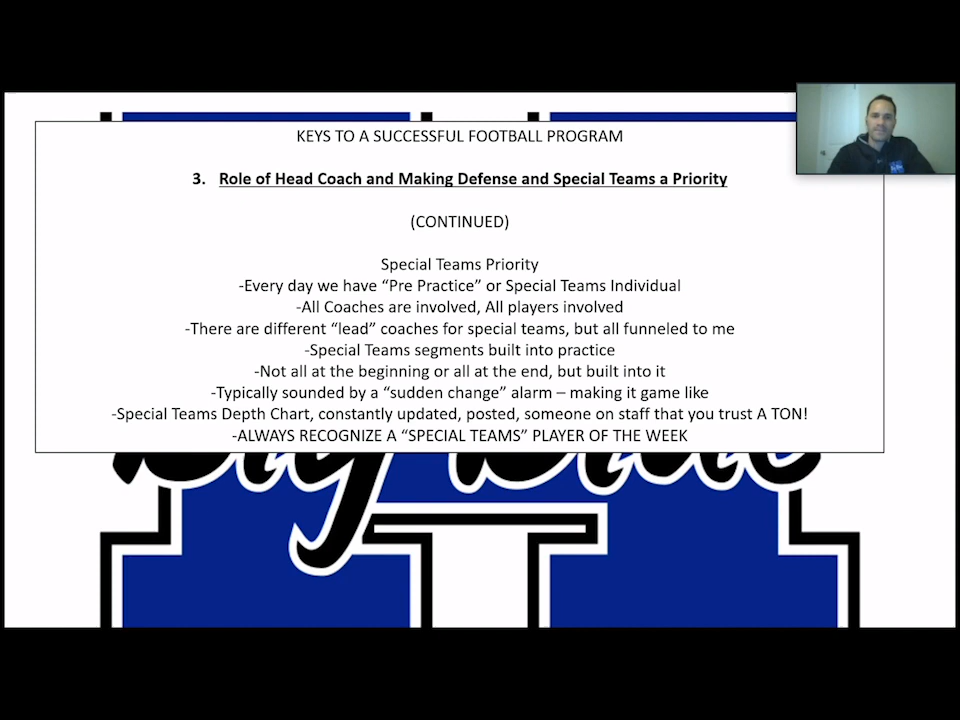 KEYS TO A SUCCESSFUL FOOTBALL PROGRAM
3. Role of Head Coach and Making Defense and Special Teams a Priority
(CONTINUED)
Special Teams Priority
-Every day we have “Pre Practice” or Special Teams Individual
-All Coaches are involved, All players involved
-There are different “lead” coaches for special teams, but all funneled to me
-Special Teams segments built into practice
-Not all at the beginning or all at the end, but built into it
-Typically sounded by a “sudden change” alarm – making it game like
-Special Teams Depth Chart, constantly updated, posted, someone on staff that you trust A TON!
-ALWAYS RECOGNIZE A “SPECIAL TEAMS” PLAYER OF THE WEEK
Big Blue